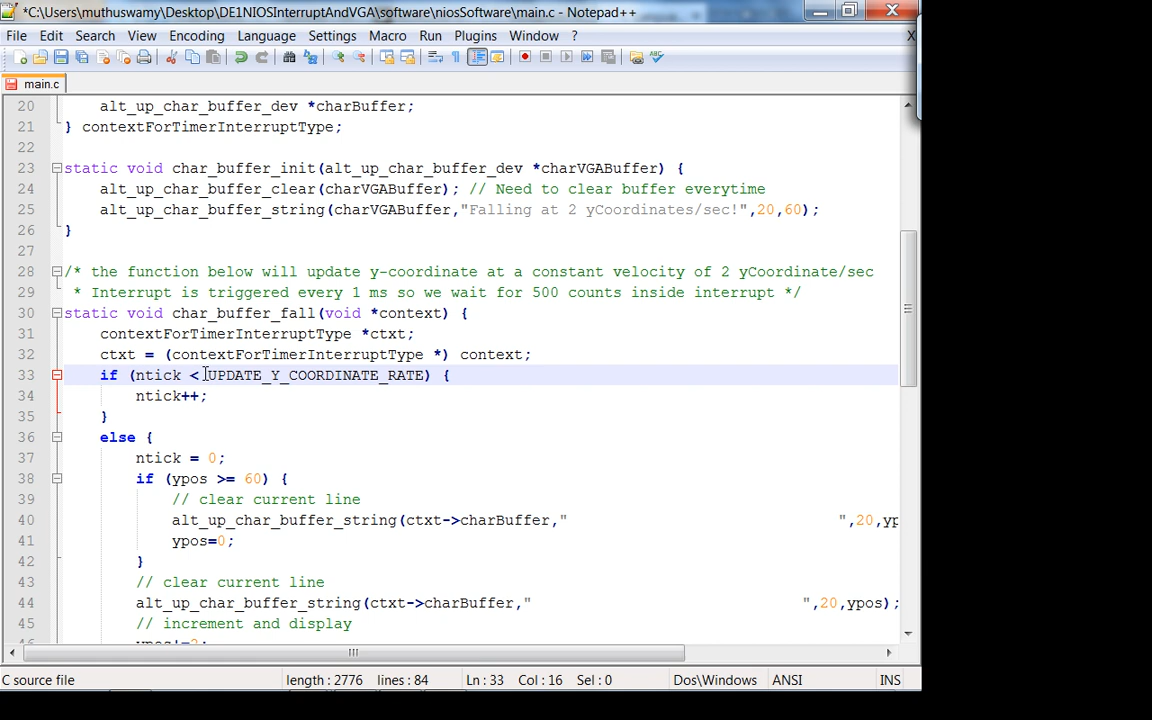 *C:\Users\muthuswamy\Desktop\DE1NIOSInterruptAndVGA\software\niosSoftware\main.c - Notepad++
File Edit Search View Encoding Language Settings Macro Run Plugins Window ? X
main.c
20 alt_up_char_buffer_dev *charBuffer;
21 } contextForTimerInterruptType;
22
23 static void char_buffer_init(alt_up_char_buffer_dev *charVGABuffer) {
24 alt_up_char_buffer_clear(charVGABuffer); // Need to clear buffer everytime
25 alt_up_char_buffer_string(charVGABuffer,"Falling at 2 yCoordinates/sec!",20,60);
26 }
27
28 /* the function below will update y-coordinate at a constant velocity of 2 yCoordinate/sec
29 * Interrupt is triggered every 1 ms so we wait for 500 counts inside interrupt */
30 static void char_buffer_fall(void *context) {
31 contextForTimerInterruptType *ctxt;
32 ctxt = (contextForTimerInterruptType *) context;
33 if (ntick < UPDATE_Y_COORDINATE_RATE) {
34 ntick++;
35 }
36 else {
37 ntick = 0;
38 if (ypos >= 60) {
39 // clear current line
40 alt_up_char_buffer_string(ctxt->charBuffer," ",20,yp
41 ypos=0;
42 }
43 // clear current line
44 alt_up_char_buffer_string(ctxt->charBuffer," ",20,ypos);
45 // increment and display
C source file length : 2776 lines : 84 Ln : 33 Col : 16 Sel : 0 Dos\Windows ANSI INS